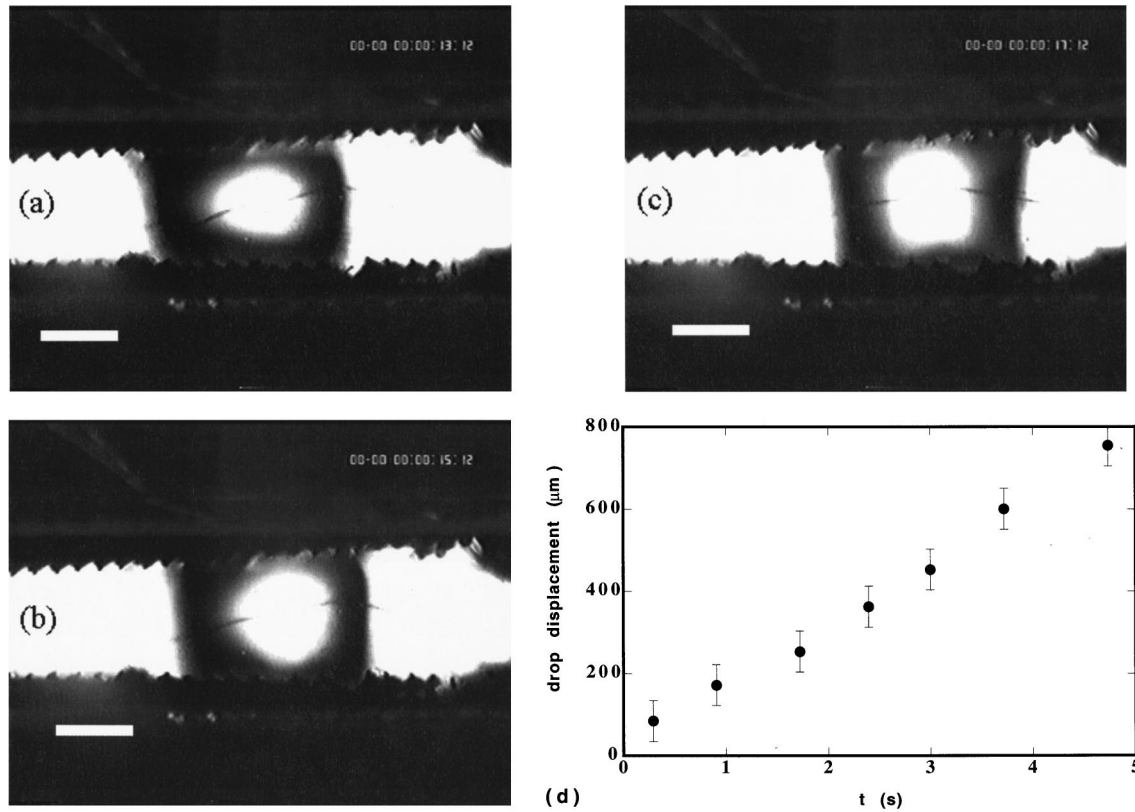 00-00 00:00:13:12
(a)
00-00 00:00:17:12
(c)
00-00 00:00:15:12
(b)
drop displacement (μm)
800
600
400
200
0
0 1 2 3 4 5
t (s)
(d)